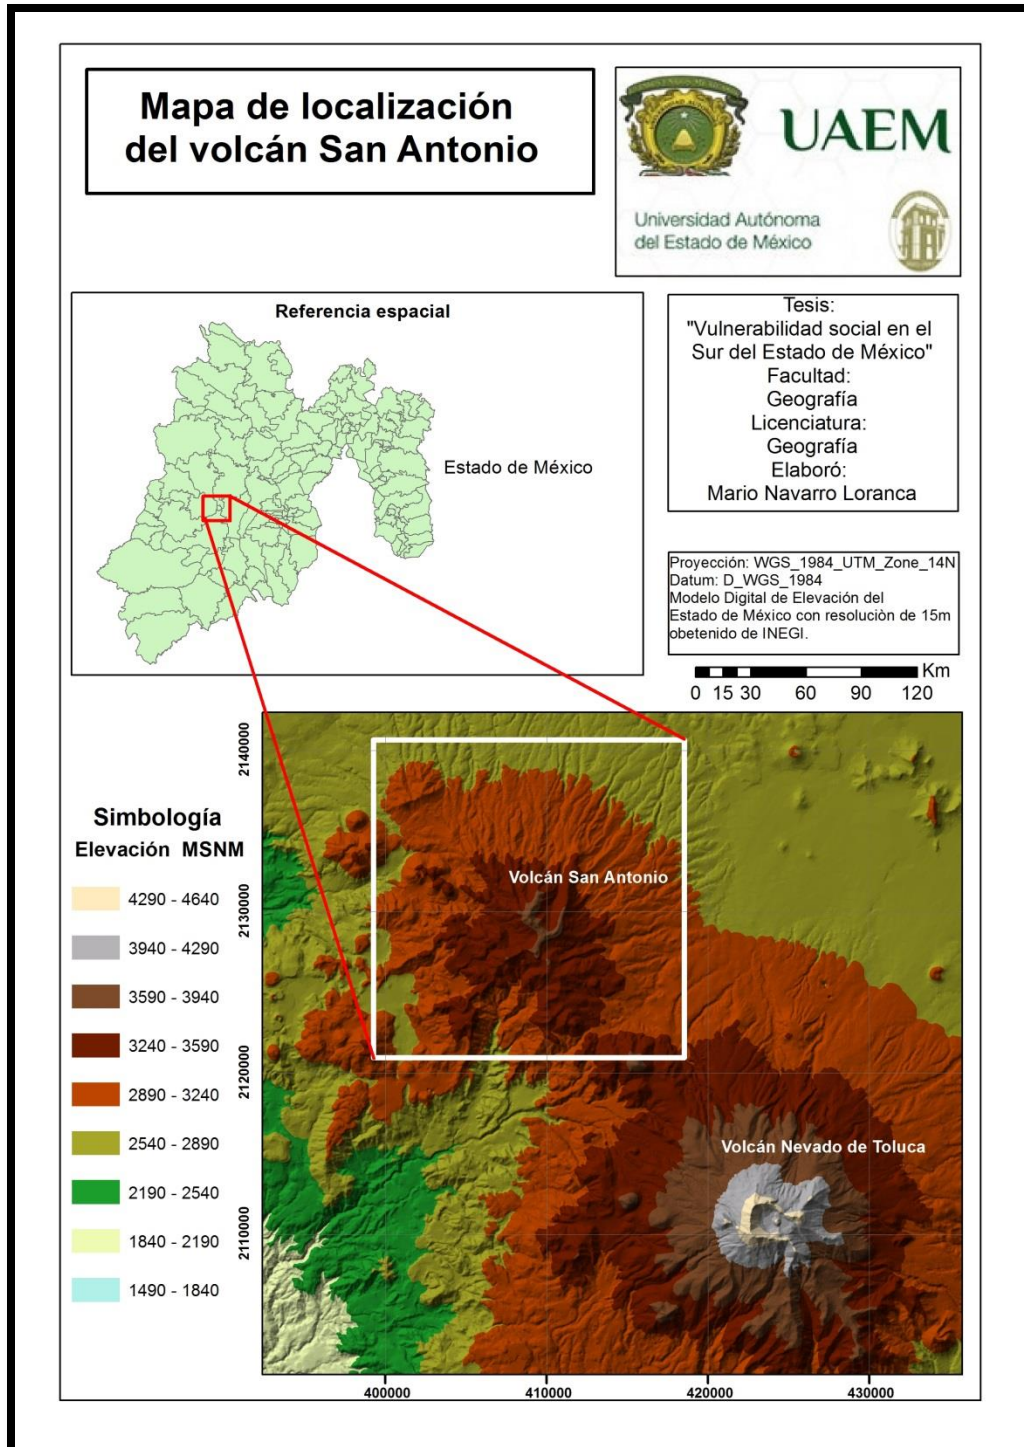 Mapa de localización
del volcán San Antonio
UAEM
Universidad Autónoma
del Estado de México
Referencia espacial
Estado de México
Tesis:
"Vulnerabilidad social en el
Sur del Estado de México"
Facultad:
Geografía
Licenciatura:
Geografía
Elaboró:
Mario Navarro Loranca
Proyección: WGS_1984_UTM_Zone_14N
Datum: D_WGS_1984
Modelo Digital de Elevación del
Estado de México con resoluciòn de 15m
obetenido de INEGI.
Km
0 15 30 60 90 120
Simbología
Elevación MSNM
4290 - 4640
3940 - 4290
3590 - 3940
3240 - 3590
2890 - 3240
2540 - 2890
2190 - 2540
1840 - 2190
1490 - 1840
2140000
2130000
2120000
2110000
Volcán San Antonio
Volcán Nevado de Toluca
400000 410000 420000 430000